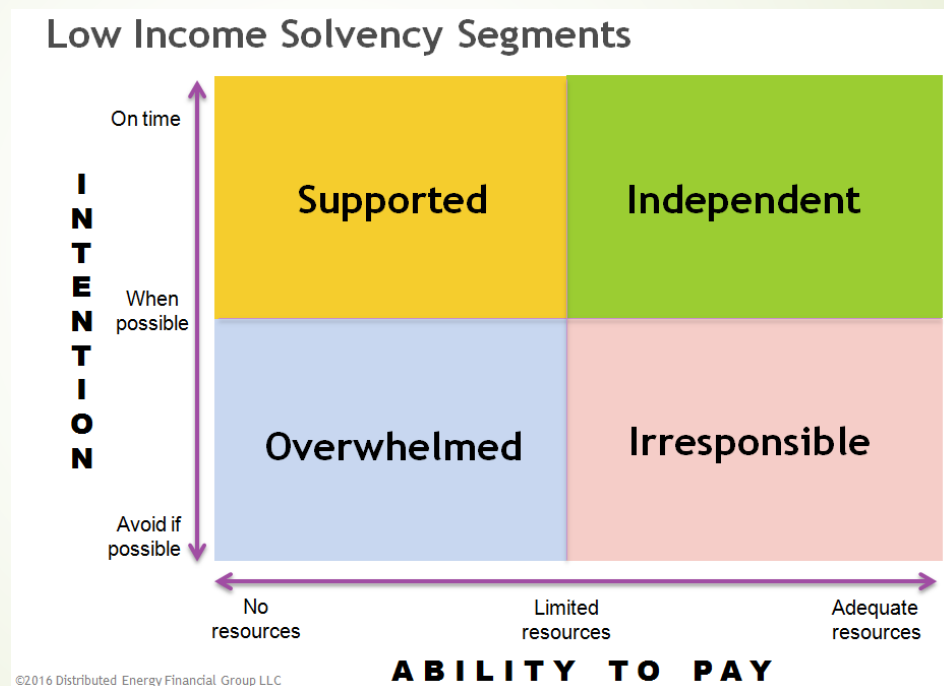 Low Income Solvency Segments
On time
INTENTION
When
possible
Avoid if
possible
Supported
Independent
Overwhelmed
Irresponsible
No
resources
Limited
resources
Adequate
resources
ABILITY TO PAY
©2016 Distributed Energy Financial Group LLC